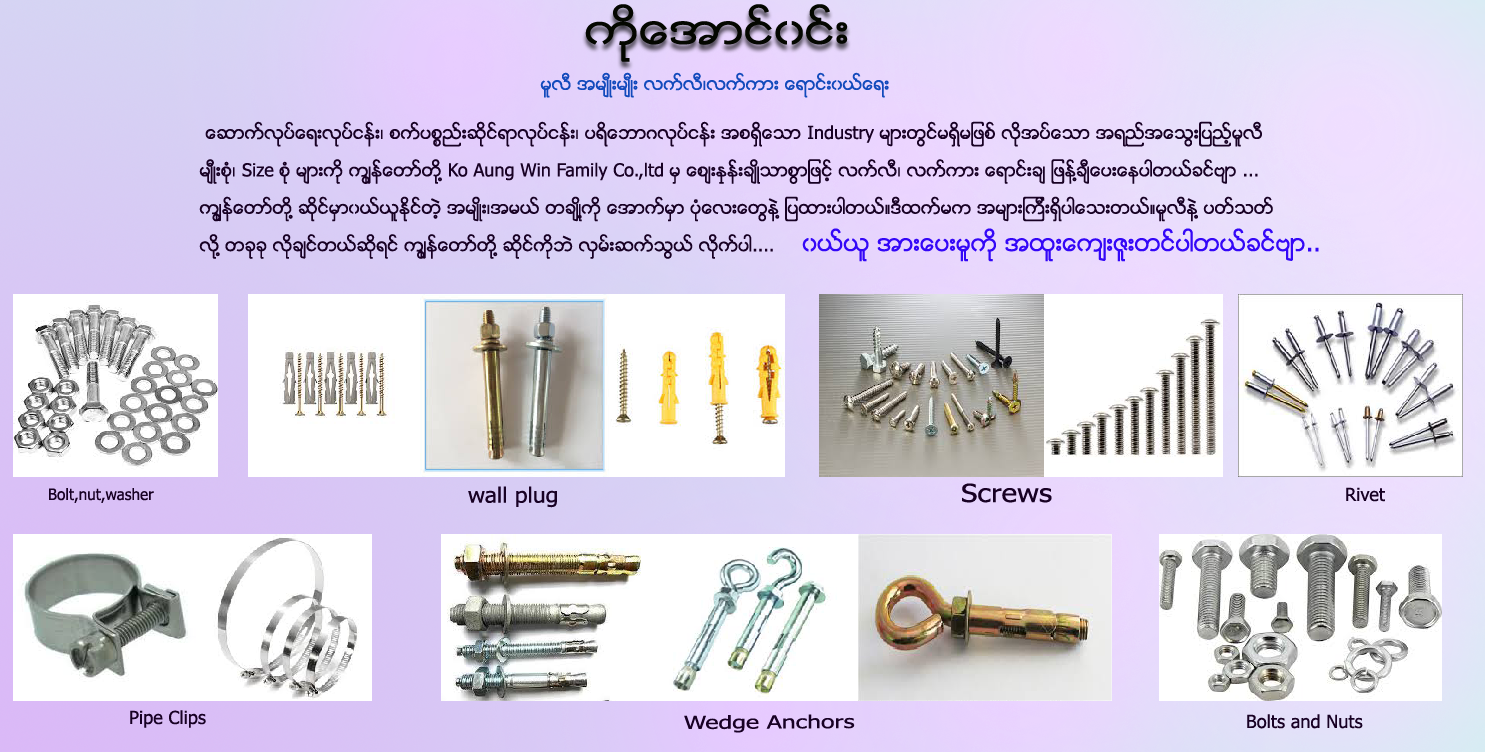 ကိုအောင်ဝင်း
မူလီ အမျိုးမျိုး လက်လီ၊လက်ကား ရောင်းဝယ်ရေး
ဆောက်လုပ်ရေးလုပ်ငန်း၊ စက်ပစ္စည်းဆိုင်ရာလုပ်ငန်း၊ ပရိဘောဂလုပ်ငန်း အစရှိသော Industry များတွင်မရှိမဖြစ် လိုအပ်သော အရည်အသွေးပြည့်မူလီ
မျိုးစုံ၊ Size စုံ များကို ကျွန်တော်တို့ Ko Aung Win Family Co.,ltd မှ ဈေးနှုန်းချိုသာစွာဖြင့် လက်လီ၊ လက်ကား ရောင်းချ ဖြန့်ချီပေးနေပါတယ်ခင်ဗျာ ...
ကျွန်တော်တို့ ဆိုင်မှာဝယ်ယူနိုင်တဲ့ အမျိုး၊အမယ် တချို့ကို အောက်မှာ ပုံလေးတွေနဲ့ ပြထားပါတယ်။ဒီထက်မက အများကြီးရှိပါသေးတယ်။မူလီနဲ့ ပတ်သတ်
လို့ တခုခု လိုချင်တယ်ဆိုရင် ကျွန်တော်တို့ ဆိုင်ကိုဘဲ လှမ်းဆက်သွယ် လိုက်ပါ.... ဝယ်ယူ အားပေးမူကို အထူးကျေးဇူးတင်ပါတယ်ခင်ဗျာ..
Bolt,nut,washer
wall plug
Screws
Rivet
Pipe Clips
Wedge Anchors
Bolts and Nuts